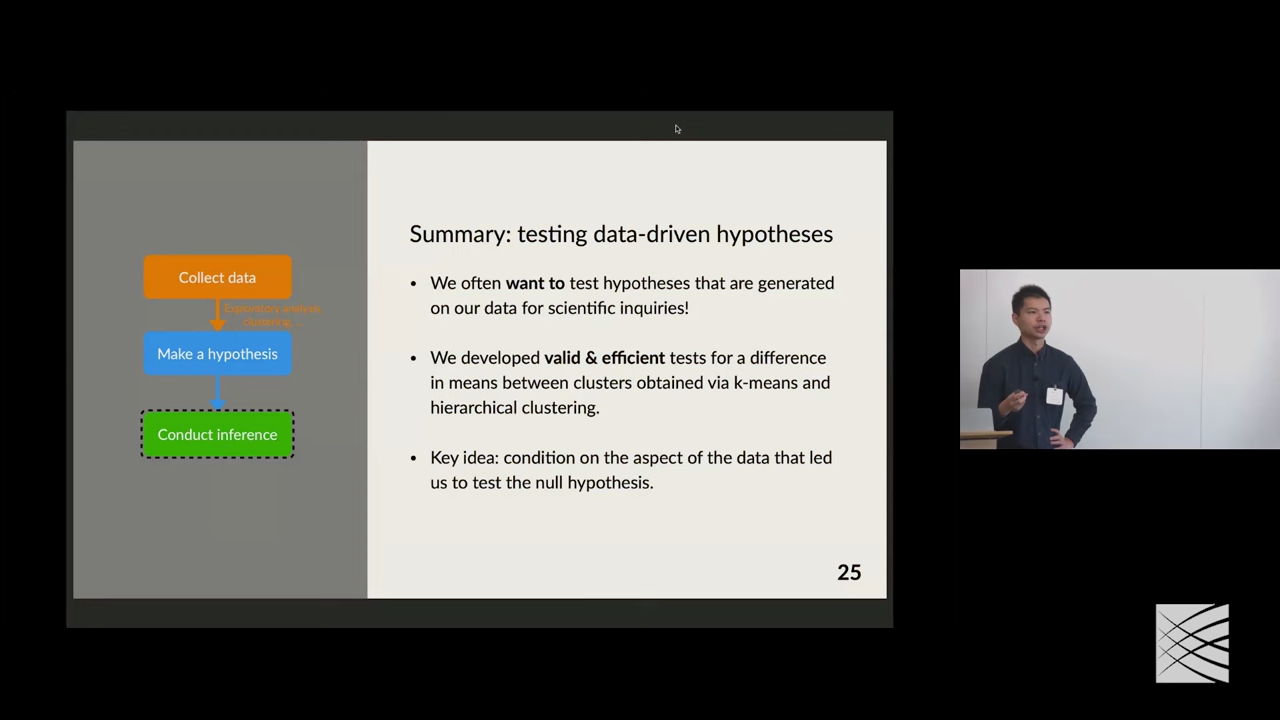 Collect data
Exploratory analysis,
clustering, ...
Make a hypothesis
Conduct inference
Summary: testing data-driven hypotheses
• We often want to test hypotheses that are generated
on our data for scientific inquiries!
• We developed valid & efficient tests for a difference
in means between clusters obtained via k-means and
hierarchical clustering.
• Key idea: condition on the aspect of the data that led
us to test the null hypothesis.
25